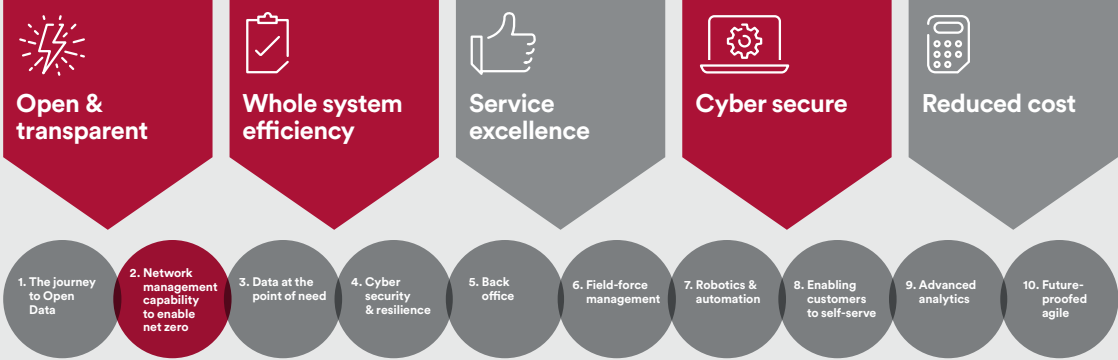 Open &
transparent
Whole system
efficiency
Service
excellence
Cyber secure
Reduced cost
1. The journey
to Open
Data
2. Network
management
capability
to enable
net zero
3. Data at the
point of need
4. Cyber
security
& resilience
5. Back
office
6. Field-force
management
7. Robotics &
automation
8. Enabling
customers
to self-serve
9. Advanced
analytics
10. Future-
proofed
agile